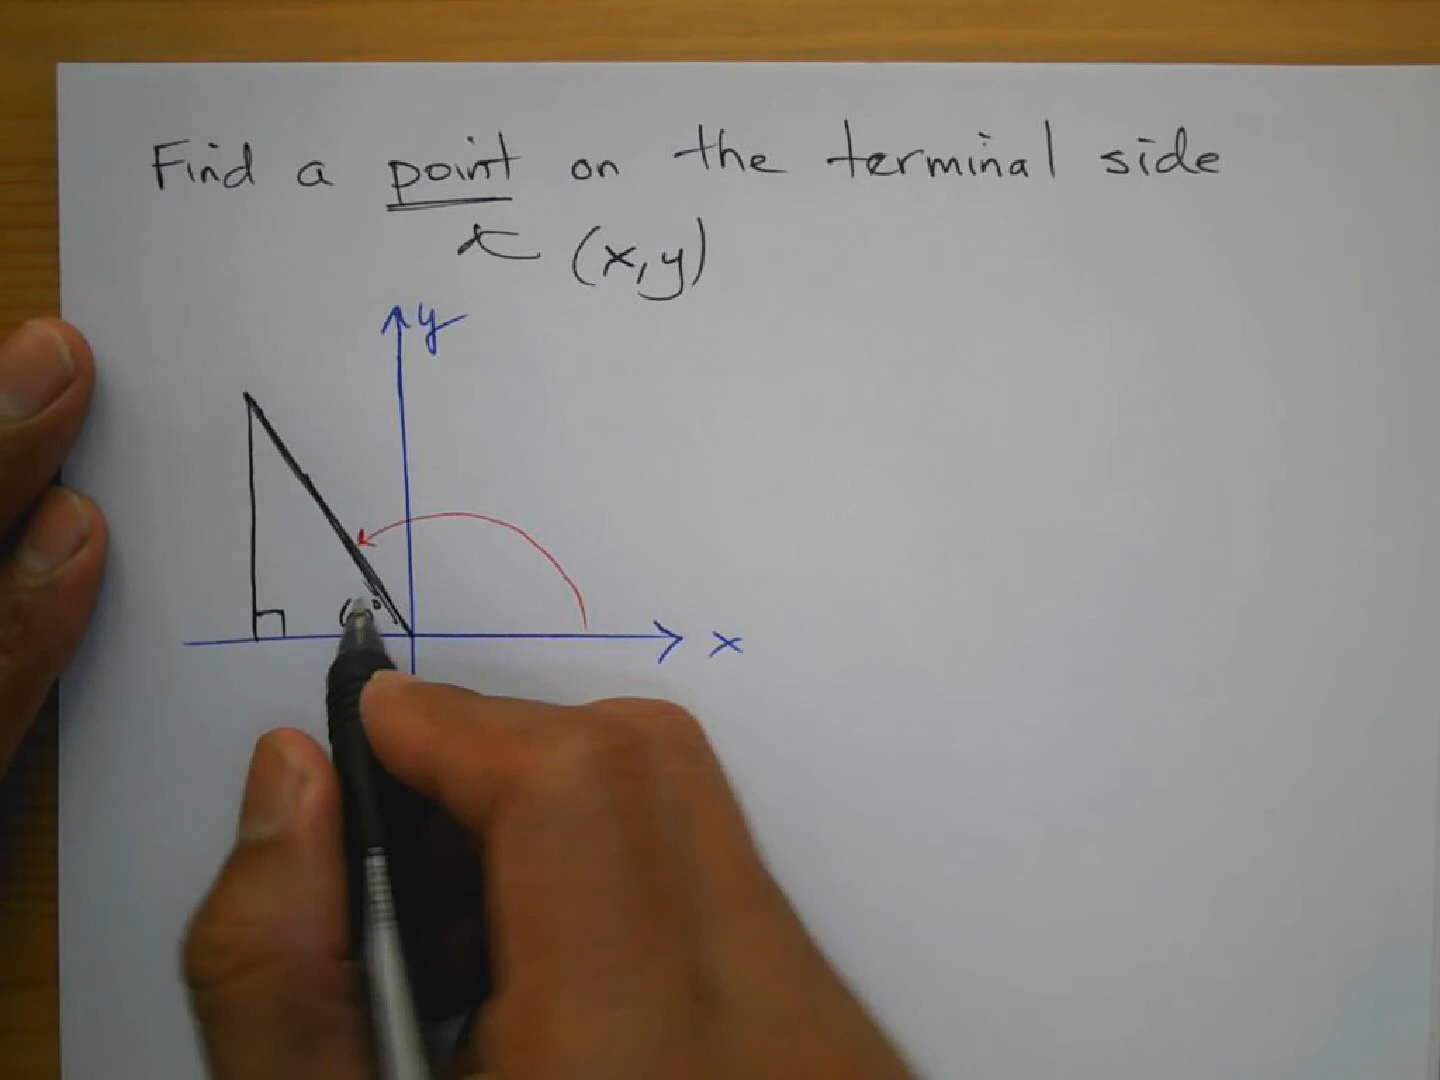 Find a point on the terminal side
(x,y)
y
x